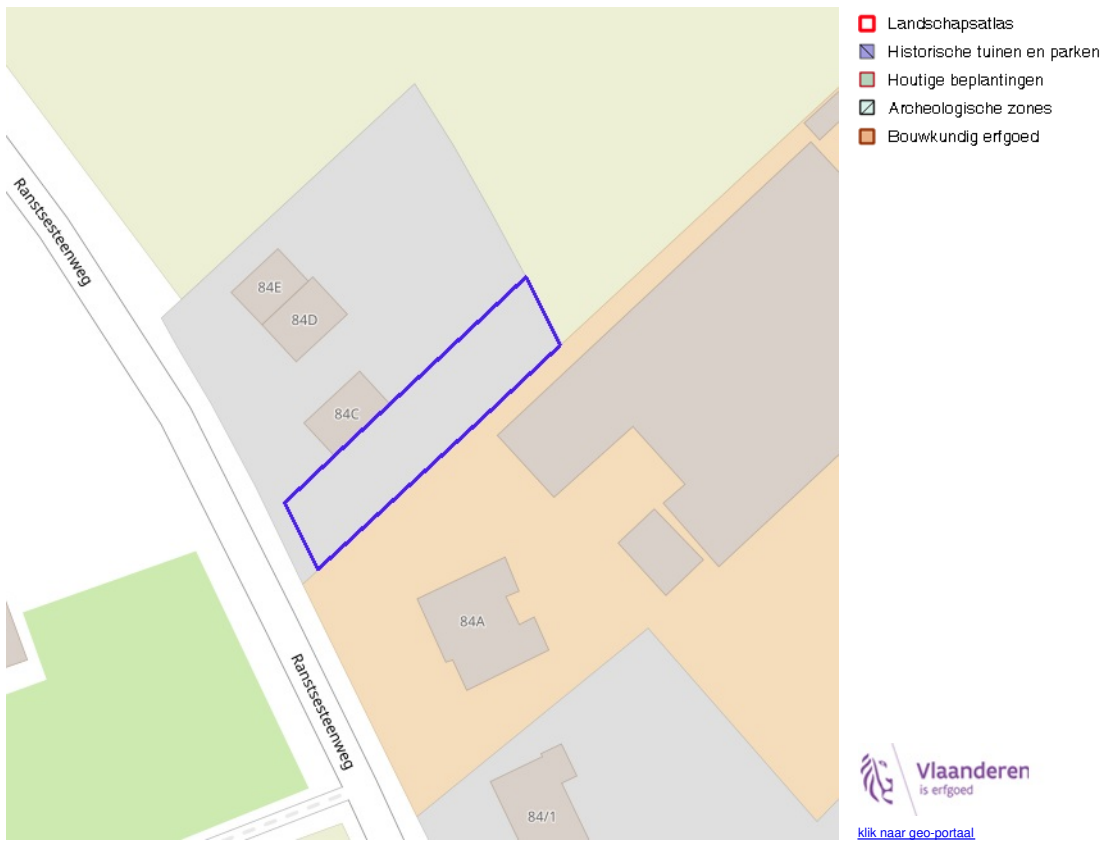 Landschapsatlas
Historische tuinen en parken
Houtige beplantingen
Archeologische zones
Bouwkundig erfgoed
Ranstsesteenweg
84E
84D
84C
84A
Ranstsesteenweg
84/1
Vlaanderen
is erfgoed
klik naar geo-portaal